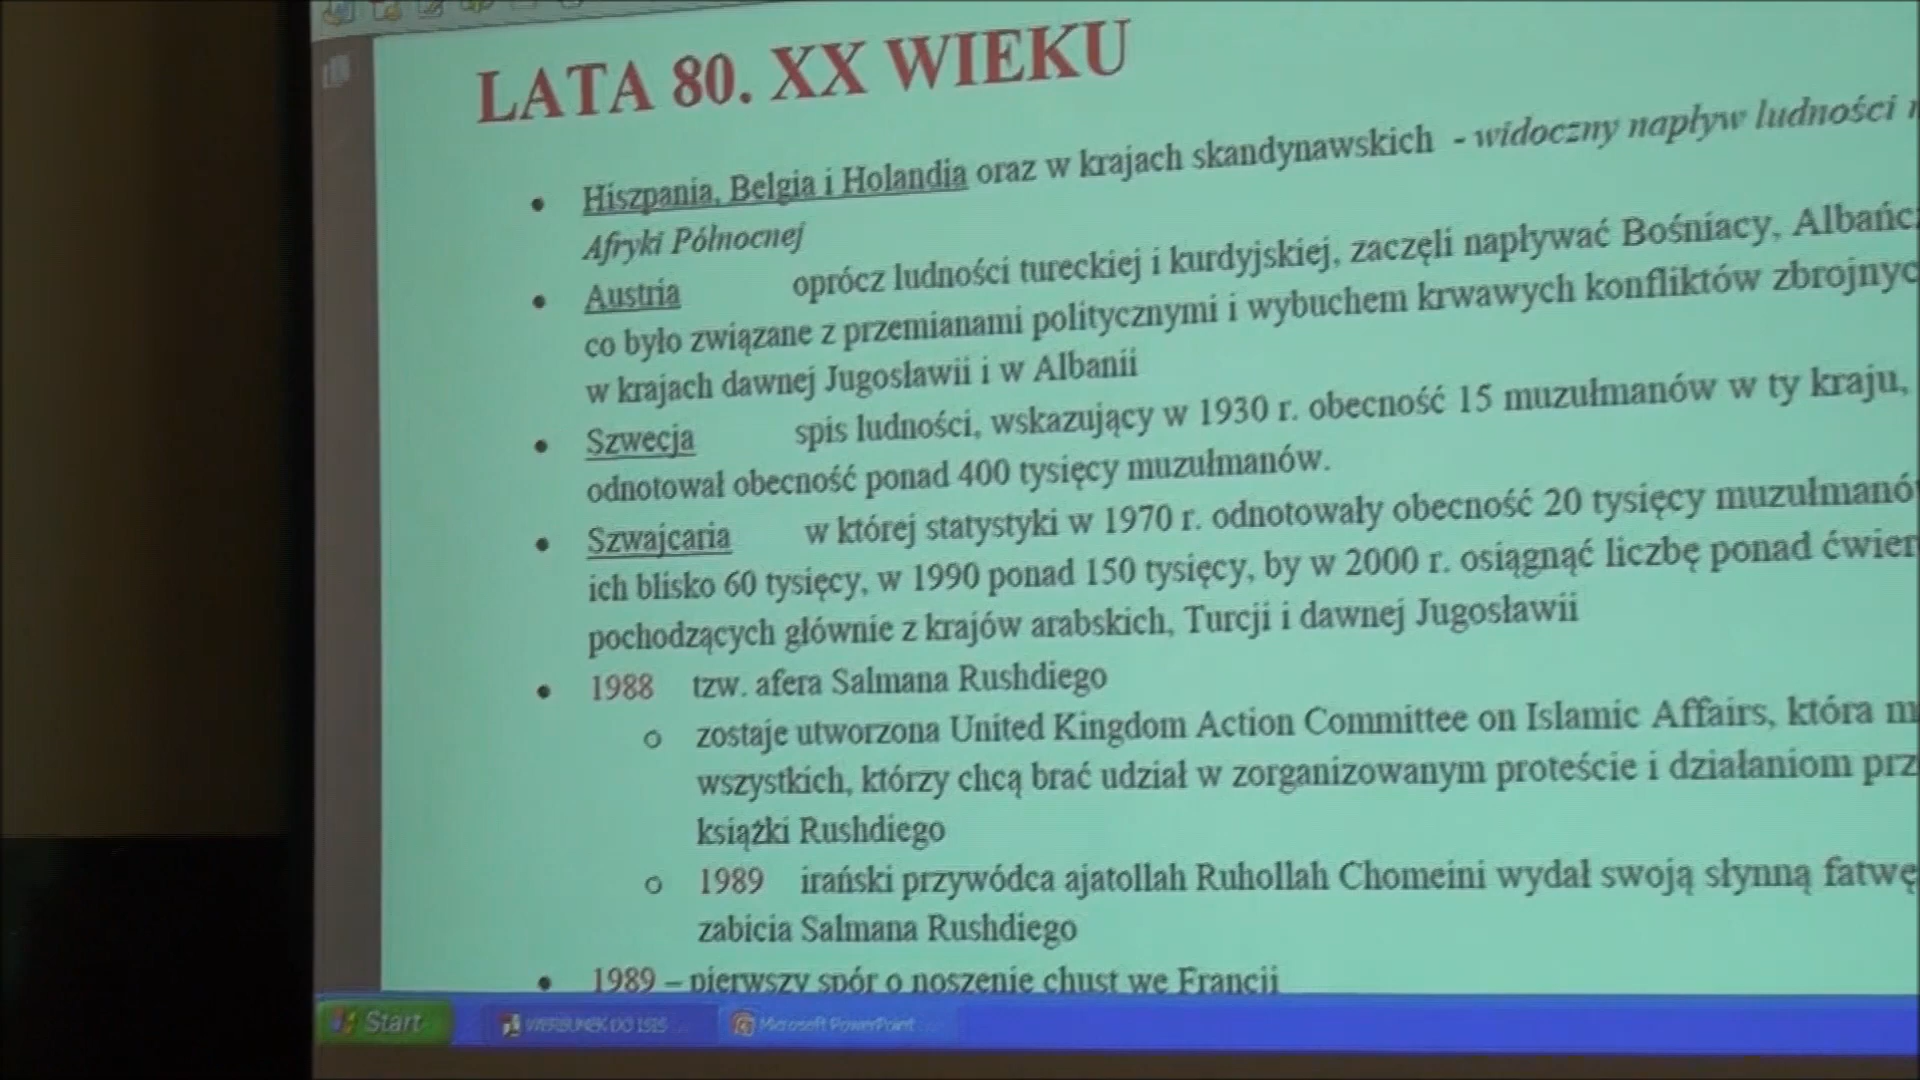 LATA 80. XX WIEKU
• Hiszpania, Belgia i Holandia oraz w krajach skandynawskich - widoczny napływ ludności
Afryki Północnej
• Austria oprócz ludności tureckiej i kurdyjskiej, zaczęli napływać Bośniacy,
co było związane z przemianami politycznymi i wybuchem krwawych konfliktów
w krajach dawnej Jugosławii i w Albanii
• Szwecja spis ludności, wskazujący w 1930 r. obecność 15 muzułmanów w ty kraju,
odnotował obecność ponad 400 tysięcy muzułmanów.
• Szwajcaria w której statystyki w 1970 r. odnotowały obecność 20 tysięcy
ich blisko 60 tysięcy, w 1990 ponad 150 tysięcy, by w 2000 r. osiągnąć liczbę ponad
pochodzących głównie z krajów arabskich, Turcji i dawnej Jugosławii
• 1988 tzw. afera Salmana Rushdiego
o zostaje utworzona United Kingdom Action Committee on Islamic Affairs, która
wszystkich, którzy chcą brać udział w zorganizowanym proteście i działaniom
książki Rushdiego
o 1989 irański przywódca ajatollah Ruhollah Chomeini wydał swoją słynną fatwę
zabicia Salmana Rushdiego
• 1989 – pierwszy spór o noszenie chust we Francji
Start
Microsoft PowerPoint